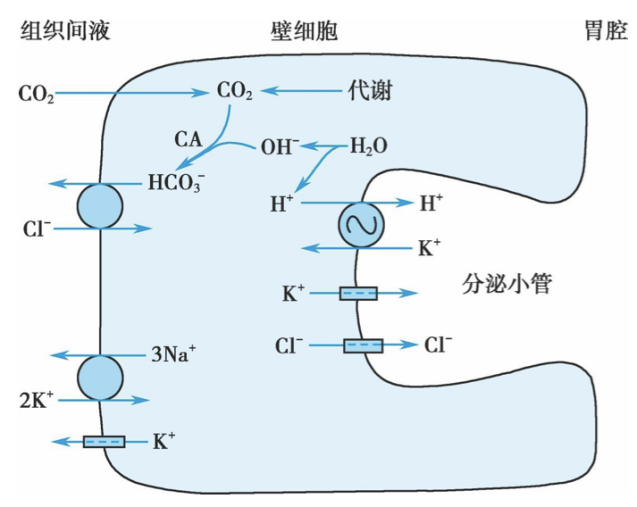 组织间液 壁细胞 胃腔
CO₂ CO₂ 代谢
CA OH⁻ H₂O
HCO₃⁻
H⁺ H⁺
Cl⁻
K⁺
K⁺ 分泌小管
Cl⁻ Cl⁻
3Na⁺
2K⁺
K⁺